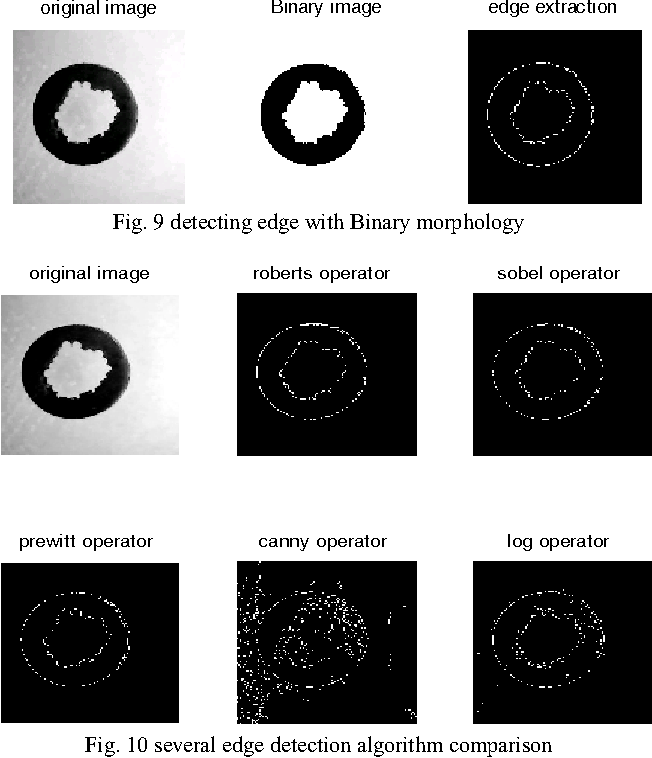 original image
Binary image
edge extraction
Fig. 9 detecting edge with Binary morphology
original image
roberts operator
sobel operator
prewitt operator
canny operator
log operator
Fig. 10 several edge detection algorithm comparison